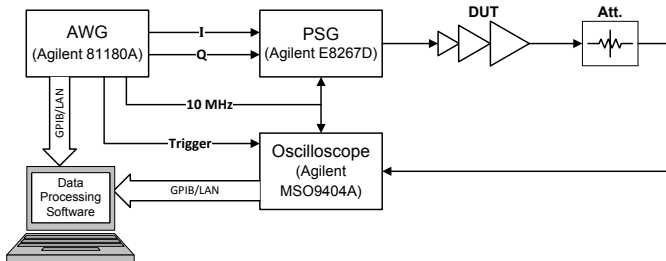 AWG
(Agilent 81180A)
I
Q
PSG
(Agilent E8267D)
DUT
Att.
10 MHz
GPIB/LAN
Trigger
Oscilloscope
(Agilent
MSO9404A)
GPIB/LAN
Data
Processing
Software